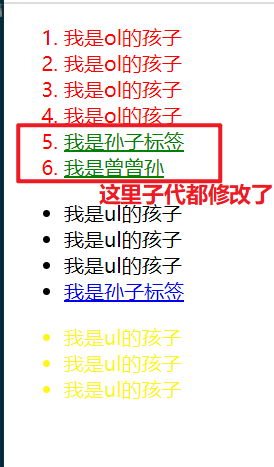 1. 我是ol的孩子
2. 我是ol的孩子
3. 我是ol的孩子
4. 我是ol的孩子
5. 我是孙子标签
6. 我是曾曾孙
这里子代都修改了
• 我是ul的孩子
• 我是ul的孩子
• 我是ul的孩子
• 我是孙子标签
• 我是ul的孩子
• 我是ul的孩子
• 我是ul的孩子